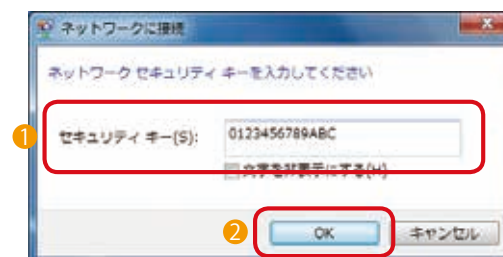 ネットワークに接続
ネットワーク セキュリティ キーを入力してください
1
セキュリティ キー(S):
0123456789ABC
文字を非表示にする(H)
2
OK
キャンセル